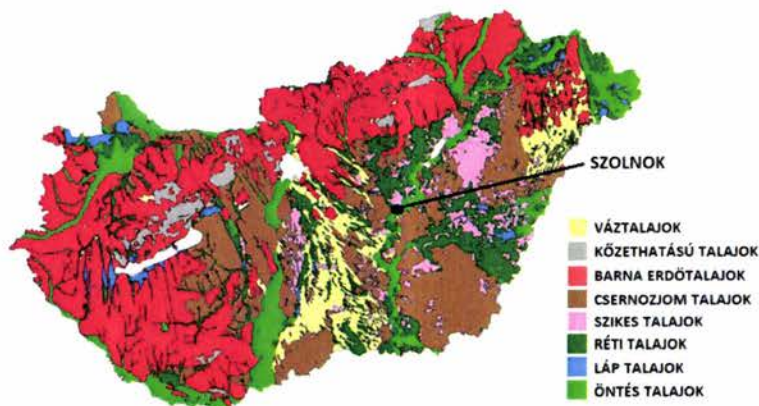 SZOLNOK
VÁZTALAJOK
KŐZETHATÁSÚ TALAJOK
BARNA ERDŐTALAJOK
CSERNOZJOM TALAJOK
SZIKES TALAJOK
RÉTI TALAJOK
LÁP TALAJOK
ÖNTÉS TALAJOK